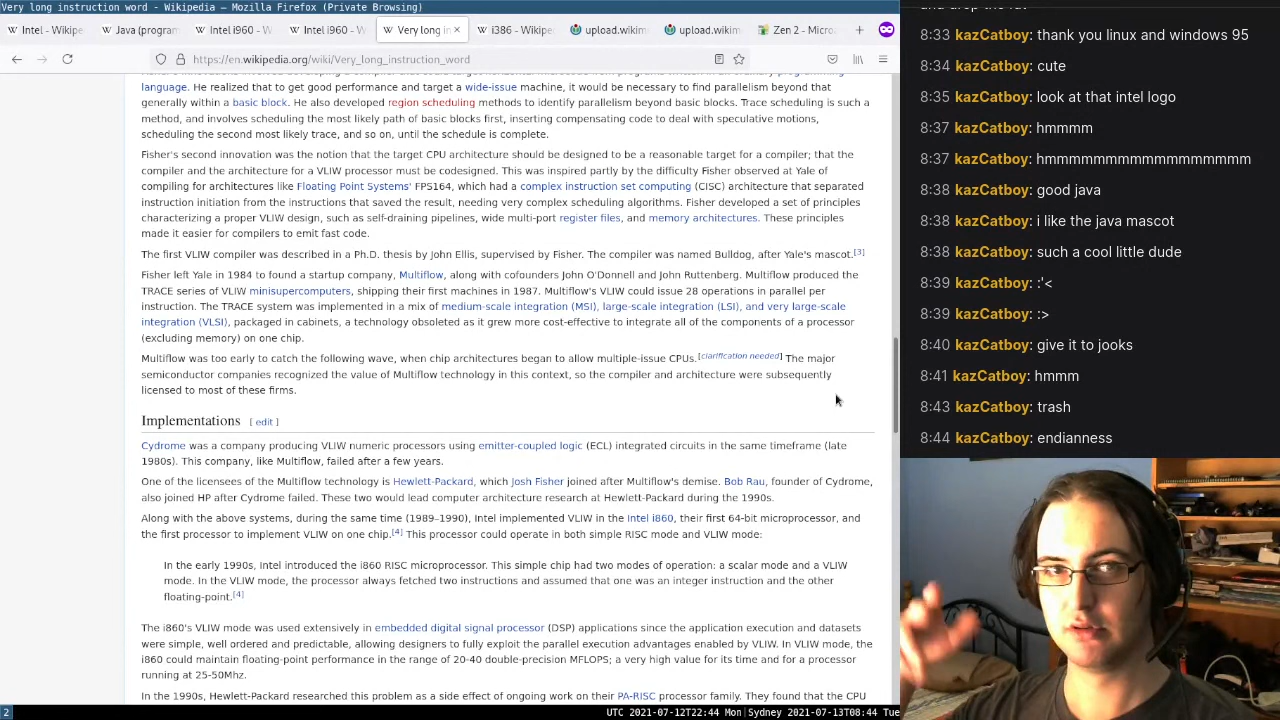 Very long instruction word - Wikipedia — Mozilla Firefox (Private Browsing)
Intel - Wikipe
Java (program
Intel i960 - W
Intel i960 - W
Very long in
i386 - Wikiped
upload.wikim
upload.wikim
Zen 2 - Micro
https://en.wikipedia.org/wiki/Very_long_instruction_word
language. He realized that to get good performance and target a wide-issue machine, it would be necessary to find parallelism beyond that
generally within a basic block. He also developed region scheduling methods to identify parallelism beyond basic blocks. Trace scheduling is such a
method, and involves scheduling the most likely path of basic blocks first, inserting compensating code to deal with speculative motions,
scheduling the second most likely trace, and so on, until the schedule is complete.
Fisher's second innovation was the notion that the target CPU architecture should be designed to be a reasonable target for a compiler; that the
compiler and the architecture for a VLIW processor must be codesigned. This was inspired partly by the difficulty Fisher observed at Yale of
compiling for architectures like Floating Point Systems' FPS164, which had a complex instruction set computing (CISC) architecture that separated
instruction initiation from the instructions that saved the result, needing very complex scheduling algorithms. Fisher developed a set of principles
characterizing a proper VLIW design, such as self-draining pipelines, wide multi-port register files, and memory architectures. These principles
made it easier for compilers to emit fast code.
The first VLIW compiler was described in a Ph.D. thesis by John Ellis, supervised by Fisher. The compiler was named Bulldog, after Yale's mascot.[3]
Fisher left Yale in 1984 to found a startup company, Multiflow, along with cofounders John O'Donnell and John Ruttenberg. Multiflow produced the
TRACE series of VLIW minisupercomputers, shipping their first machines in 1987. Multiflow's VLIW could issue 28 operations in parallel per
instruction. The TRACE system was implemented in a mix of medium-scale integration (MSI), large-scale integration (LSI), and very large-scale
integration (VLSI), packaged in cabinets, a technology obsoleted as it grew more cost-effective to integrate all of the components of a processor
(excluding memory) on one chip.
Multiflow was too early to catch the following wave, when chip architectures began to allow multiple-issue CPUs.[clarification needed] The major
semiconductor companies recognized the value of Multiflow technology in this context, so the compiler and architecture were subsequently
licensed to most of these firms.
Implementations [ edit ]
Cydrome was a company producing VLIW numeric processors using emitter-coupled logic (ECL) integrated circuits in the same timeframe (late
1980s). This company, like Multiflow, failed after a few years.
One of the licensees of the Multiflow technology is Hewlett-Packard, which Josh Fisher joined after Multiflow's demise. Bob Rau, founder of Cydrome,
also joined HP after Cydrome failed. These two would lead computer architecture research at Hewlett-Packard during the 1990s.
Along with the above systems, during the same time (1989–1990), Intel implemented VLIW in the Intel i860, their first 64-bit microprocessor, and
the first processor to implement VLIW on one chip.[4] This processor could operate in both simple RISC mode and VLIW mode:
In the early 1990s, Intel introduced the i860 RISC microprocessor. This simple chip had two modes of operation: a scalar mode and a VLIW
mode. In the VLIW mode, the processor always fetched two instructions and assumed that one was an integer instruction and the other
floating-point.[4]
The i860's VLIW mode was used extensively in embedded digital signal processor (DSP) applications since the application execution and datasets
were simple, well ordered and predictable, allowing designers to fully exploit the parallel execution advantages enabled by VLIW. In VLIW mode, the
i860 could maintain floating-point performance in the range of 20-40 double-precision MFLOPS; a very high value for its time and for a processor
running at 25-50Mhz.
In the 1990s, Hewlett-Packard researched this problem as a side effect of ongoing work on their PA-RISC processor family. They found that the CPU
2
UTC 2021-07-12T22:44 Mon Sydney 2021-07-13T08:44 Tue
8:33 kazCatboy: thank you linux and windows 95
8:34 kazCatboy: cute
8:35 kazCatboy: look at that intel logo
8:37 kazCatboy: hmmmm
8:37 kazCatboy: hmmmmmmmmmmmmmmmmm
8:38 kazCatboy: good java
8:38 kazCatboy: i like the java mascot
8:38 kazCatboy: such a cool little dude
8:39 kazCatboy: :'<
8:39 kazCatboy: :>
8:40 kazCatboy: give it to jooks
8:41 kazCatboy: hmmm
8:43 kazCatboy: trash
8:44 kazCatboy: endianness